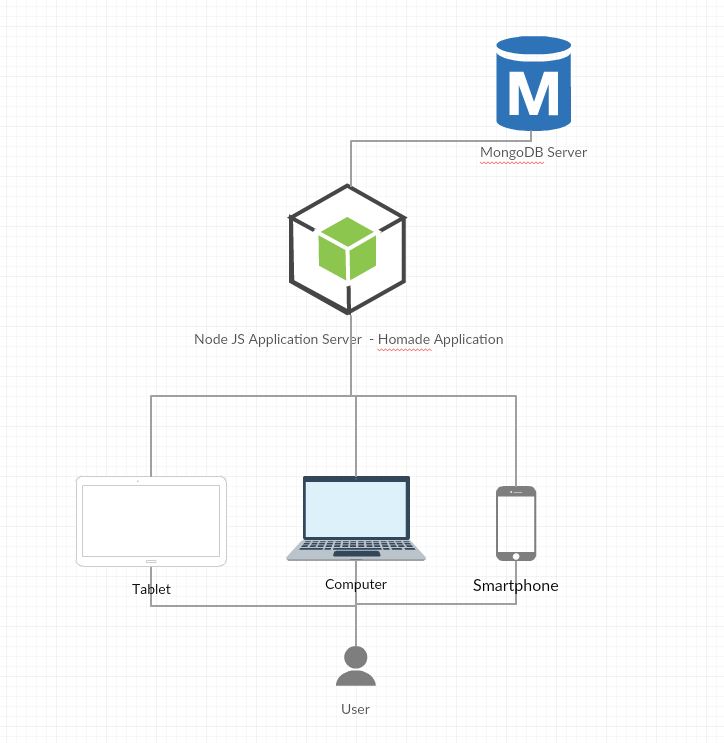 M
MongoDB Server
Node JS Application Server - Homade Application
Tablet
Computer
Smartphone
User